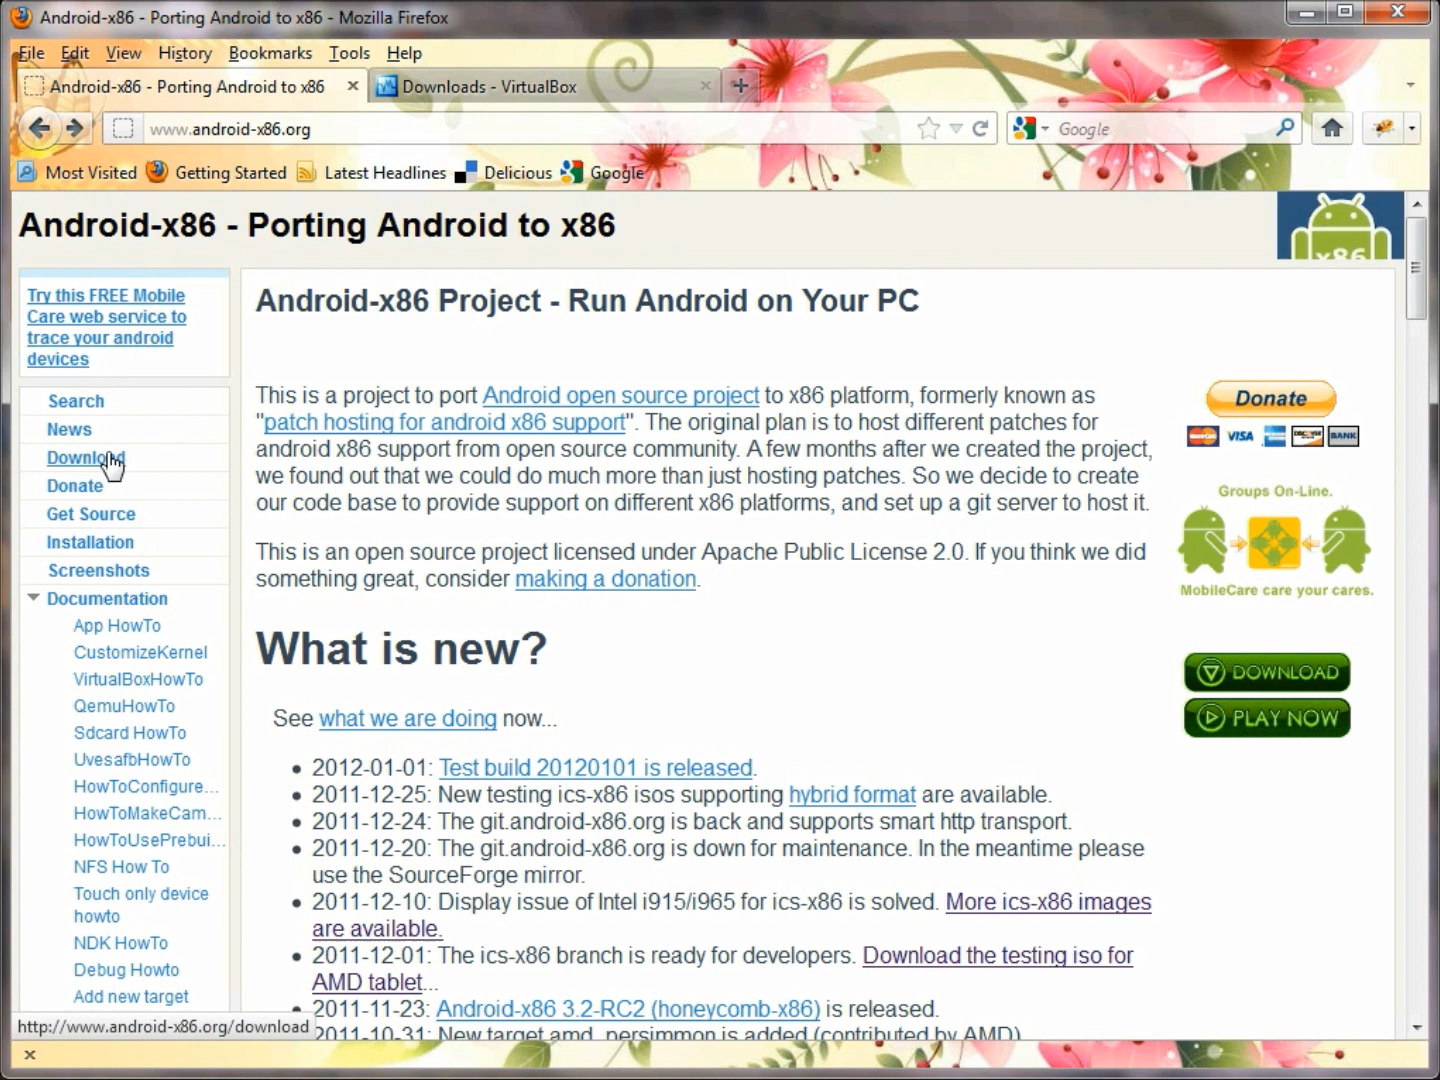 Android-x86 - Porting Android to x86 - Mozilla Firefox
File Edit View History Bookmarks Tools Help
Android-x86 - Porting Android to x86 × Downloads - VirtualBox × +
www.android-x86.org Google
Most Visited Getting Started Latest Headlines Delicious Google
Android-x86 - Porting Android to x86
x86
Try this FREE Mobile
Care web service to
trace your android
devices
Search
News
Download
Donate
Get Source
Installation
Screenshots
Documentation
App HowTo
CustomizeKernel
VirtualBoxHowTo
QemuHowTo
Sdcard HowTo
UvesafbHowTo
HowToConfigure...
HowToMakeCam...
HowToUsePrebui...
NFS How To
Touch only device
howto
NDK HowTo
Debug Howto
Add new target
Android-x86 Project - Run Android on Your PC
This is a project to port Android open source project to x86 platform, formerly known as
"patch hosting for android x86 support". The original plan is to host different patches for
android x86 support from open source community. A few months after we created the project,
we found out that we could do much more than just hosting patches. So we decide to create
our code base to provide support on different x86 platforms, and set up a git server to host it.
This is an open source project licensed under Apache Public License 2.0. If you think we did
something great, consider making a donation.
What is new?
See what we are doing now...
• 2012-01-01: Test build 20120101 is released.
• 2011-12-25: New testing ics-x86 isos supporting hybrid format are available.
• 2011-12-24: The git.android-x86.org is back and supports smart http transport.
• 2011-12-20: The git.android-x86.org is down for maintenance. In the meantime please
use the SourceForge mirror.
• 2011-12-10: Display issue of Intel i915/i965 for ics-x86 is solved. More ics-x86 images
are available.
• 2011-12-01: The ics-x86 branch is ready for developers. Download the testing iso for
AMD tablet...
• 2011-11-23: Android-x86 3.2-RC2 (honeycomb-x86) is released.
2011-10-31: New target amd_persimmon is added (contributed by AMD)
Donate
VISA DISCOVER BANK
Groups On-Line.
MobileCare care your cares.
DOWNLOAD
PLAY NOW
http://www.android-x86.org/download
×